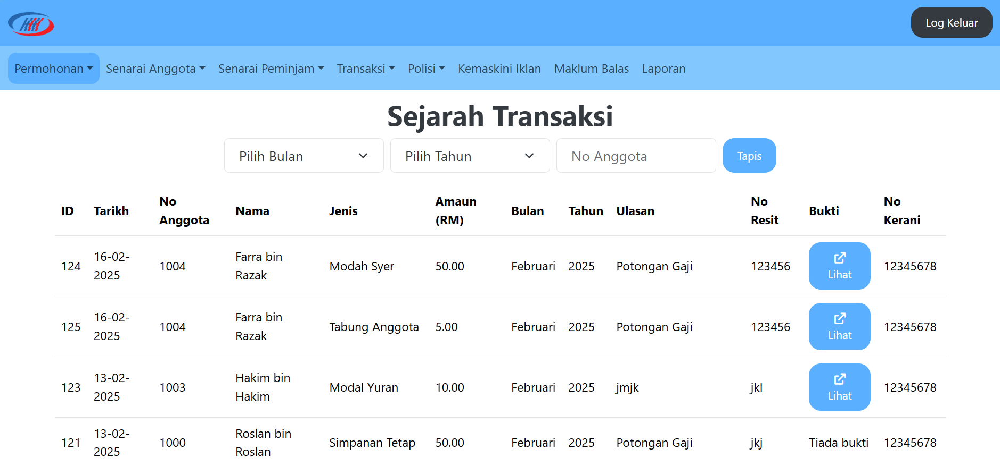 Log Keluar
Permohonan Senarai Anggota Senarai Peminjam Transaksi Polisi Kemaskini Iklan Maklum Balas Laporan
Sejarah Transaksi
Pilih Bulan Pilih Tahun No Anggota Tapis
ID Tarikh No Anggota Nama Jenis Amaun (RM) Bulan Tahun Ulasan No Resit Bukti No Kerani
124 16-02-2025 1004 Farra bin Razak Modah Syer 50.00 Februari 2025 Potongan Gaji 123456 Lihat 12345678
125 16-02-2025 1004 Farra bin Razak Tabung Anggota 5.00 Februari 2025 Potongan Gaji 123456 Lihat 12345678
123 13-02-2025 1003 Hakim bin Hakim Modal Yuran 10.00 Februari 2025 jmjk jkl Lihat 12345678
121 13-02-2025 1000 Roslan bin Roslan Simpanan Tetap 50.00 Februari 2025 Potongan Gaji jkj Tiada bukti 12345678